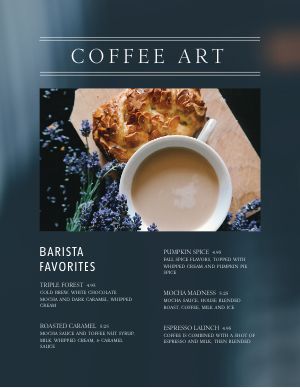 COFFEE ART
BARISTA
FAVORITES
TRIPLE FOREST 4.95
COLD BREW, WHITE CHOCOLATE
MOCHA AND DARK CARAMEL, WHIPPED
CREAM
ROASTED CARAMEL 5.25
MOCHA SAUCE AND TOFFEE NUT SYRUP,
MILK, WHIPPED CREAM, & CARAMEL
SAUCE
PUMPKIN SPICE 4.95
FALL SPICE FLAVORS, TOPPED WITH
WHIPPED CREAM AND PUMPKIN PIE
SPICE
MOCHA MADNESS 5.25
MOCHA SAUCE, HOUSE BLENDED
ROAST, COFFEE, MILK AND ICE
ESPRESSO LAUNCH 4.95
COFFEE IS COMBINED WITH A SHOT OF
ESPRESSO AND MILK, THEN BLENDED